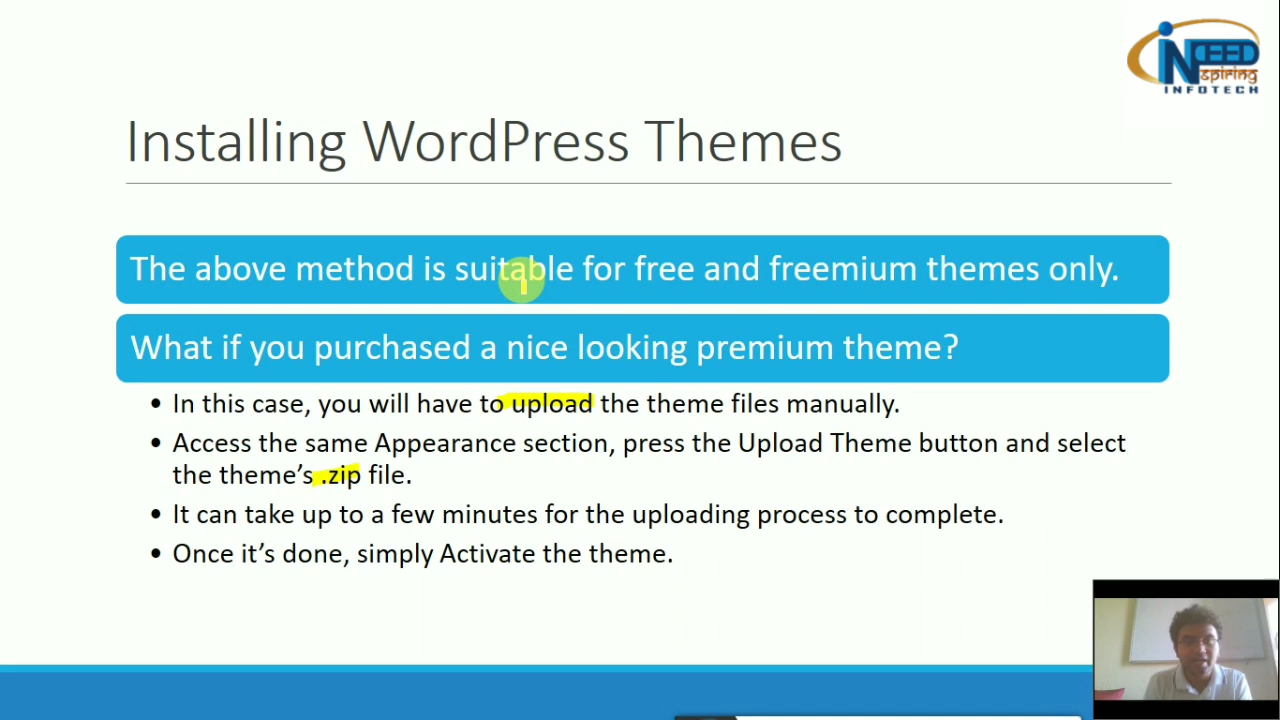 iNCEED
nspiring
INFOTECH
Installing WordPress Themes
The above method is suitable for free and freemium themes only.
What if you purchased a nice looking premium theme?
• In this case, you will have to upload the theme files manually.
• Access the same Appearance section, press the Upload Theme button and select
the theme’s .zip file.
• It can take up to a few minutes for the uploading process to complete.
• Once it’s done, simply Activate the theme.